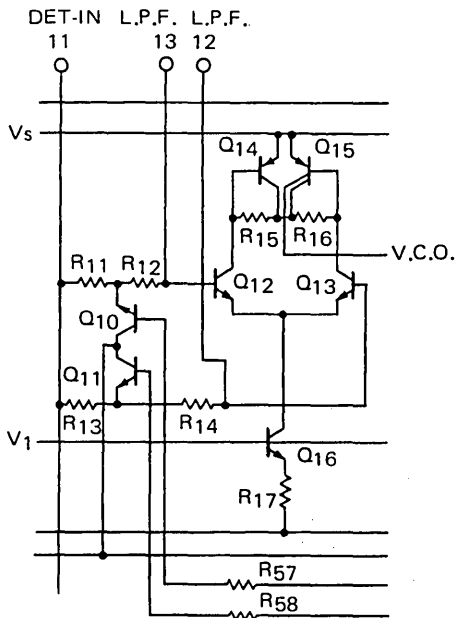 DET-IN L.P.F. L.P.F.
11 13 12
Vs
Q14 Q15
R15 R16
V.C.O.
R11 R12
Q12 Q13
Q10
Q11
R13 R14
V1
Q16
R17
R57
R58